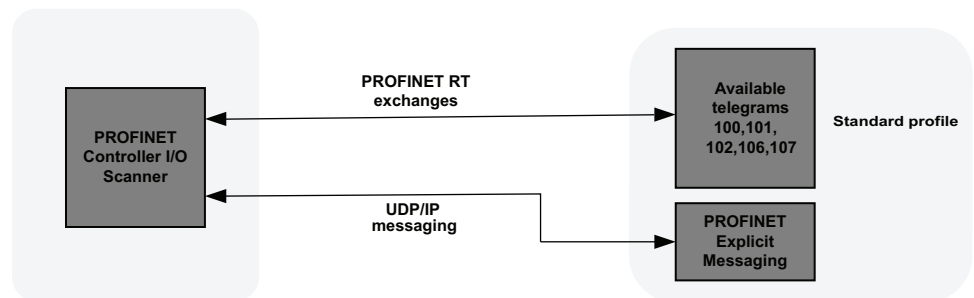 PROFINET
Controller I/O
Scanner
PROFINET RT
exchanges
UDP/IP
messaging
Available
telegrams
100,101,
102,106,107
Standard profile
PROFINET
Explicit
Messaging